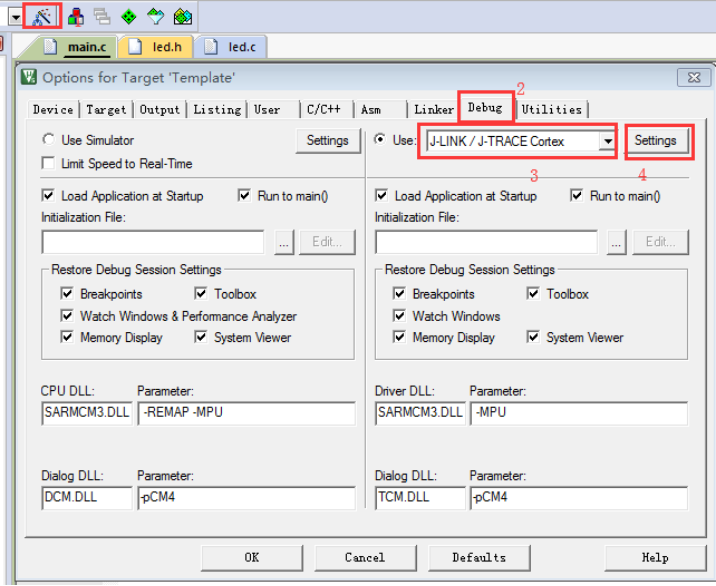 main.c led.h led.c
Options for Target 'Template'
2
Device Target Output Listing User C/C++ Asm Linker Debug Utilities
Use Simulator Settings Use: J-LINK / J-TRACE Cortex Settings
Limit Speed to Real-Time
3 4
Load Application at Startup Run to main() Load Application at Startup Run to main()
Initialization File: Initialization File:
... Edit... ... Edit...
Restore Debug Session Settings Restore Debug Session Settings
Breakpoints Toolbox Breakpoints Toolbox
Watch Windows & Performance Analyzer Watch Windows
Memory Display System Viewer Memory Display System Viewer
CPU DLL: Parameter: Driver DLL: Parameter:
SARMCM3.DLL -REMAP -MPU SARMCM3.DLL -MPU
Dialog DLL: Parameter: Dialog DLL: Parameter:
DCM.DLL -pCM4 TCM.DLL -pCM4
OK Cancel Defaults Help